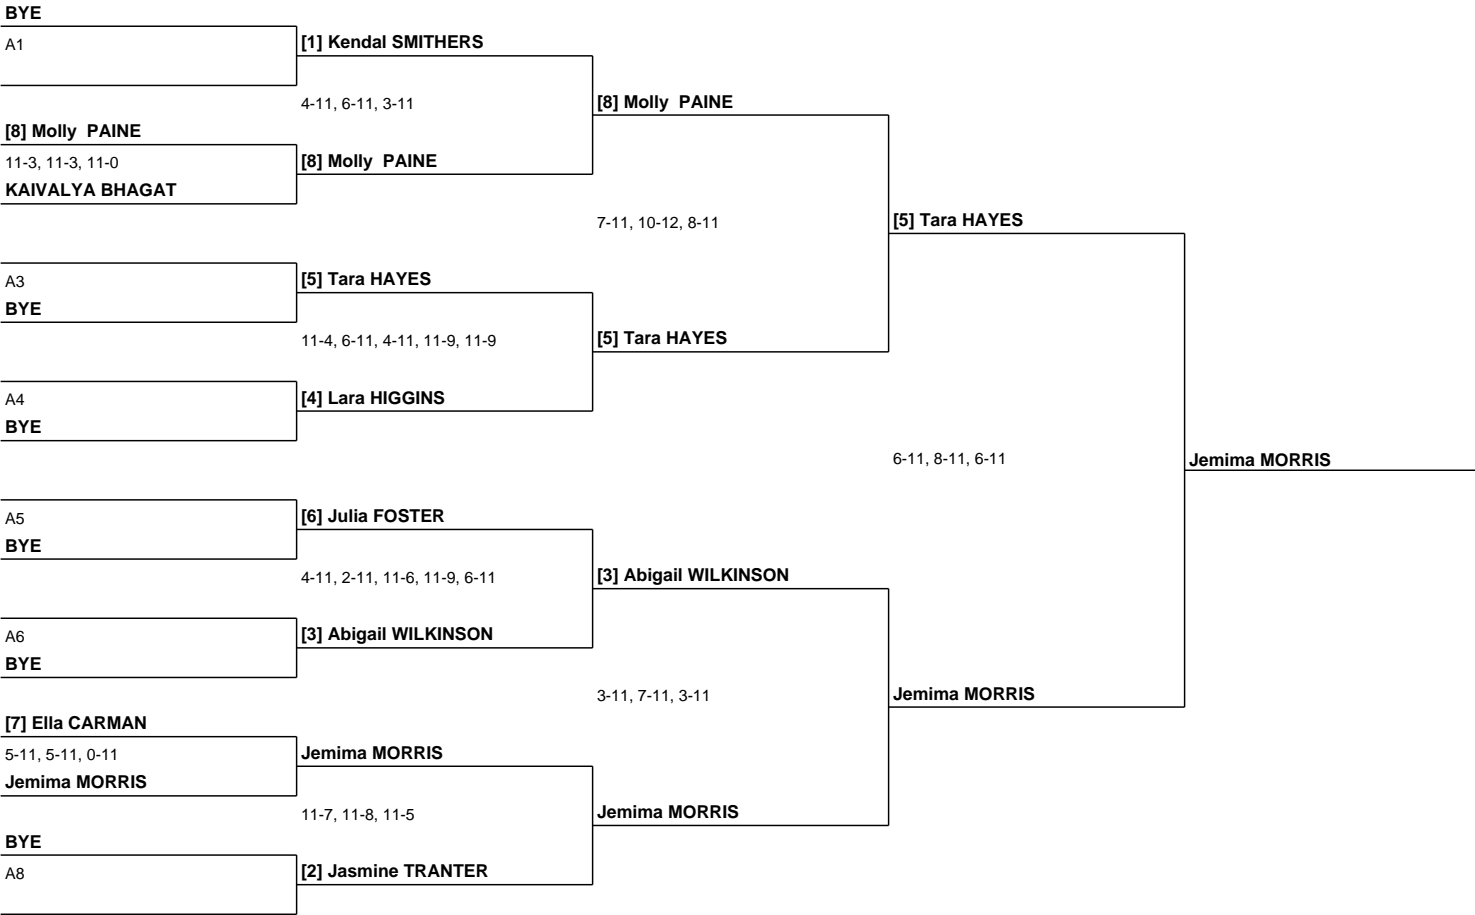 BYE
A1
[1] Kendal SMITHERS
4-11, 6-11, 3-11
[8] Molly  PAINE
[8] Molly  PAINE
11-3, 11-3, 11-0
[8] Molly  PAINE
KAIVALYA BHAGAT
7-11, 10-12, 8-11
[5] Tara HAYES
A3
[5] Tara HAYES
BYE
11-4, 6-11, 4-11, 11-9, 11-9
[5] Tara HAYES
A4
[4] Lara HIGGINS
BYE
6-11, 8-11, 6-11
Jemima MORRIS
A5
[6] Julia FOSTER
BYE
4-11, 2-11, 11-6, 11-9, 6-11
[3] Abigail WILKINSON
A6
[3] Abigail WILKINSON
BYE
3-11, 7-11, 3-11
Jemima MORRIS
[7] Ella CARMAN
5-11, 5-11, 0-11
Jemima MORRIS
Jemima MORRIS
11-7, 11-8, 11-5
Jemima MORRIS
BYE
A8
[2] Jasmine TRANTER